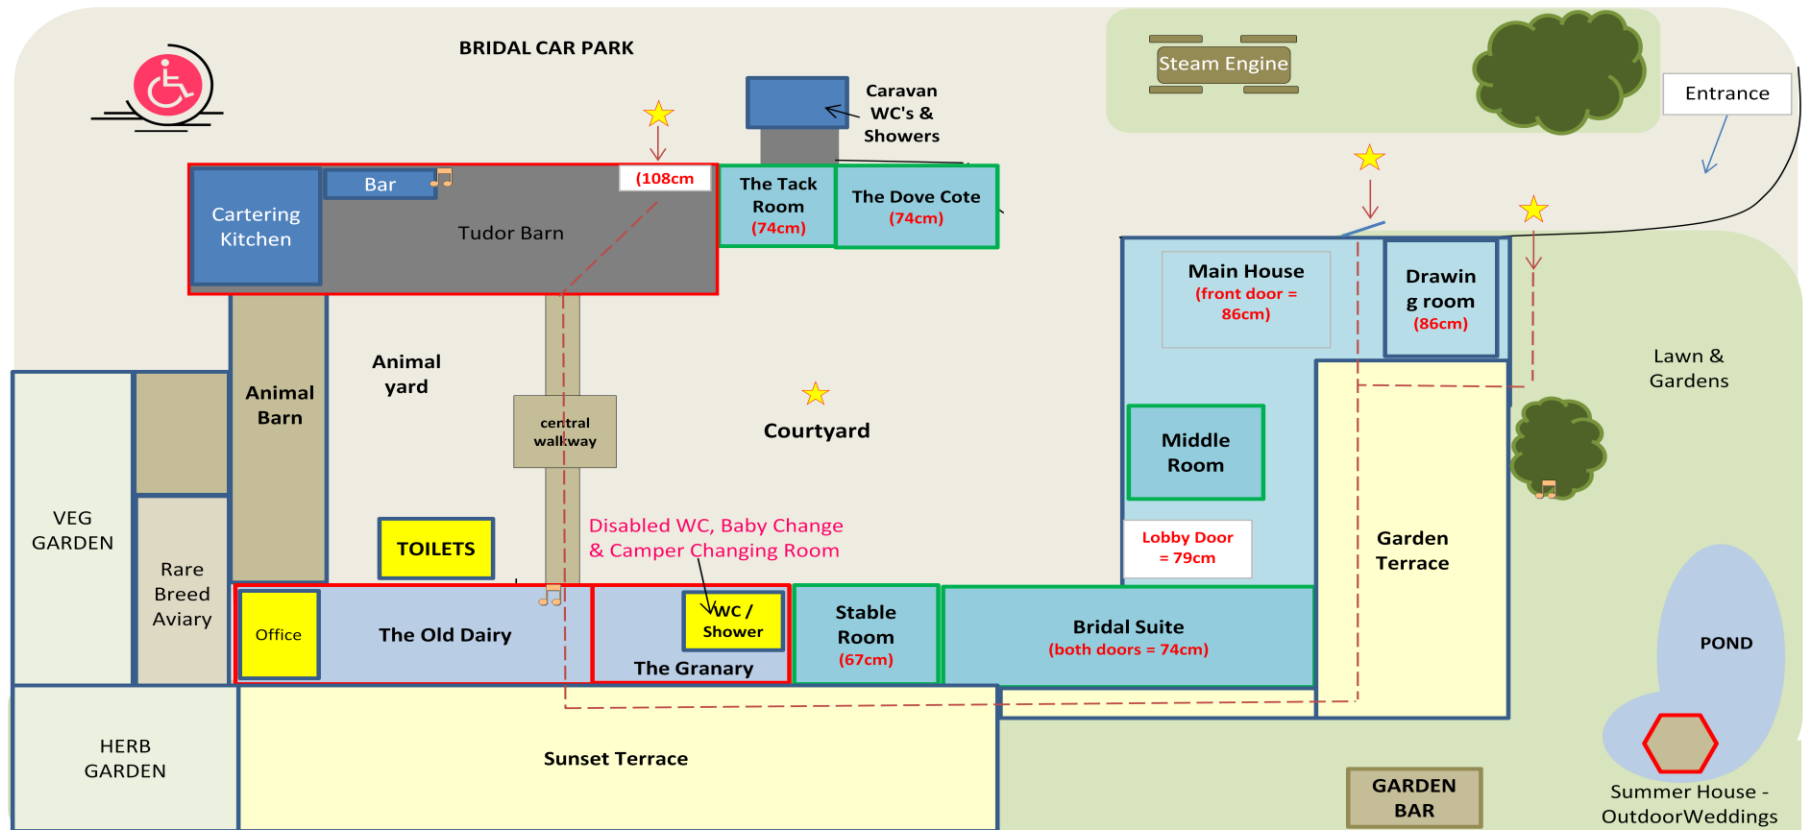 BRIDAL CAR PARK
Steam Engine
Entrance
Caravan
WC's &
Showers
(108cm
Bar
Cartering
Kitchen
Tudor Barn
The Tack
Room
(74cm)
The Dove Cote
(74cm)
Main House
(front door =
86cm)
Drawin
g room
(86cm)
Lawn &
Gardens
Animal
yard
Animal
Barn
central
walkway
Courtyard
Middle
Room
VEG
GARDEN
Rare
Breed
Aviary
TOILETS
Disabled WC, Baby Change
& Camper Changing Room
Lobby Door
= 79cm
Garden
Terrace
Office
The Old Dairy
WC /
Shower
The Granary
Stable
Room
(67cm)
Bridal Suite
(both doors = 74cm)
POND
HERB
GARDEN
Sunset Terrace
GARDEN
BAR
Summer House -
OutdoorWeddings